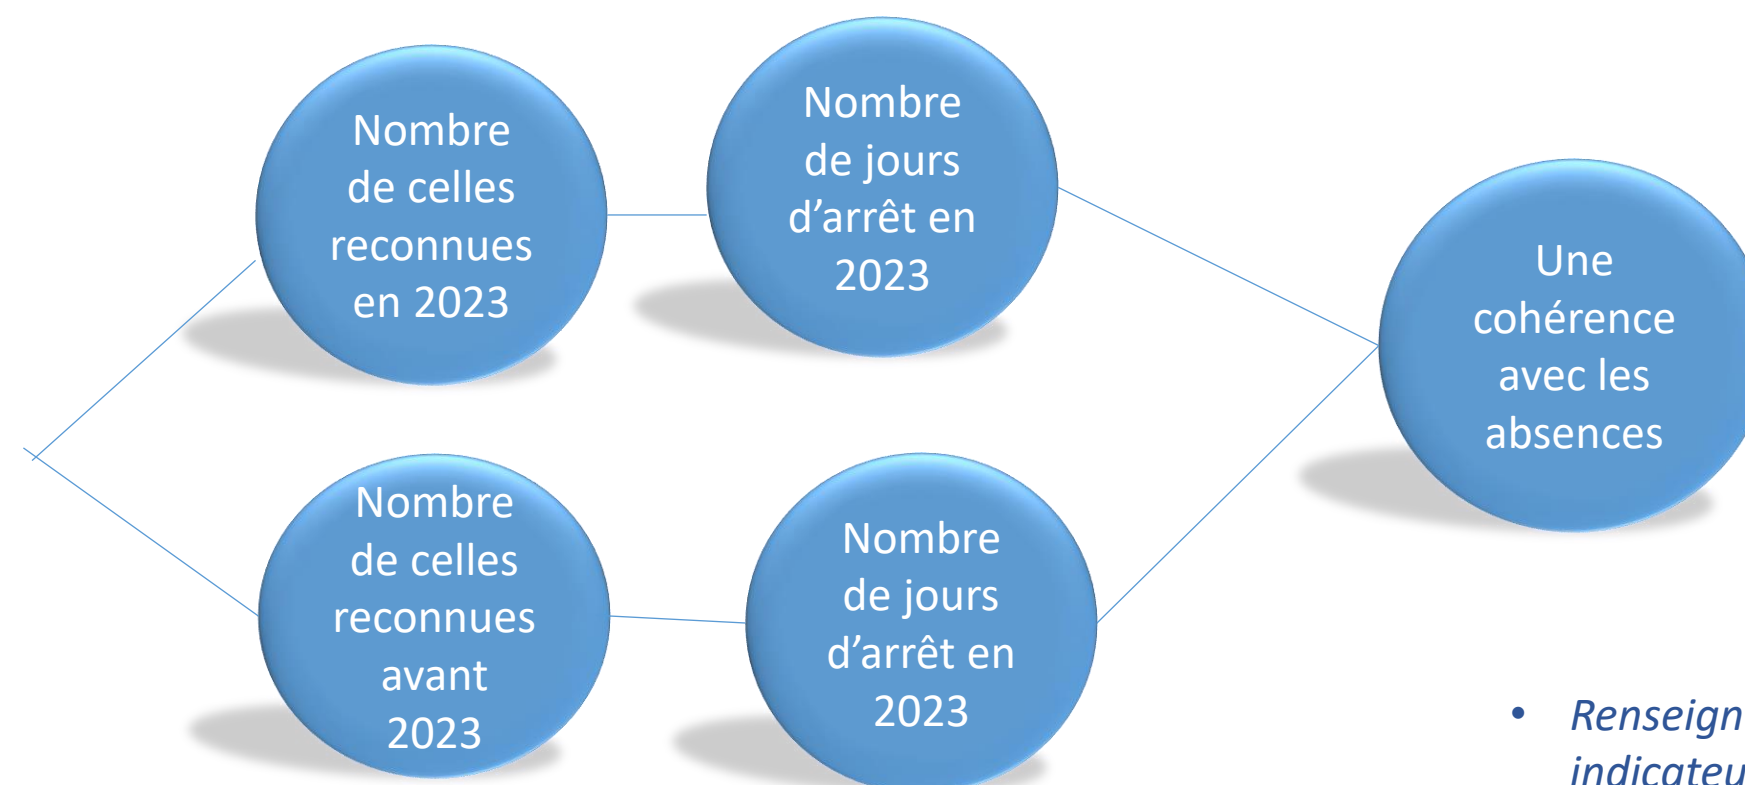 Nombre
de celles
reconnues
en 2023
Nombre
de jours
d'arrêt en
2023
Une
cohérence
avec les
absences
Nombre
de celles
reconnues
avant
2023
Nombre
de jours
d'arrêt en
2023